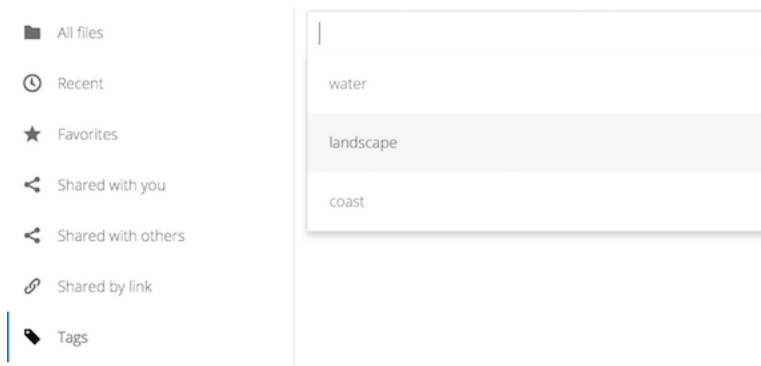 All files
Recent
Favorites
Shared with you
Shared with others
Shared by link
Tags
water
landscape
coast